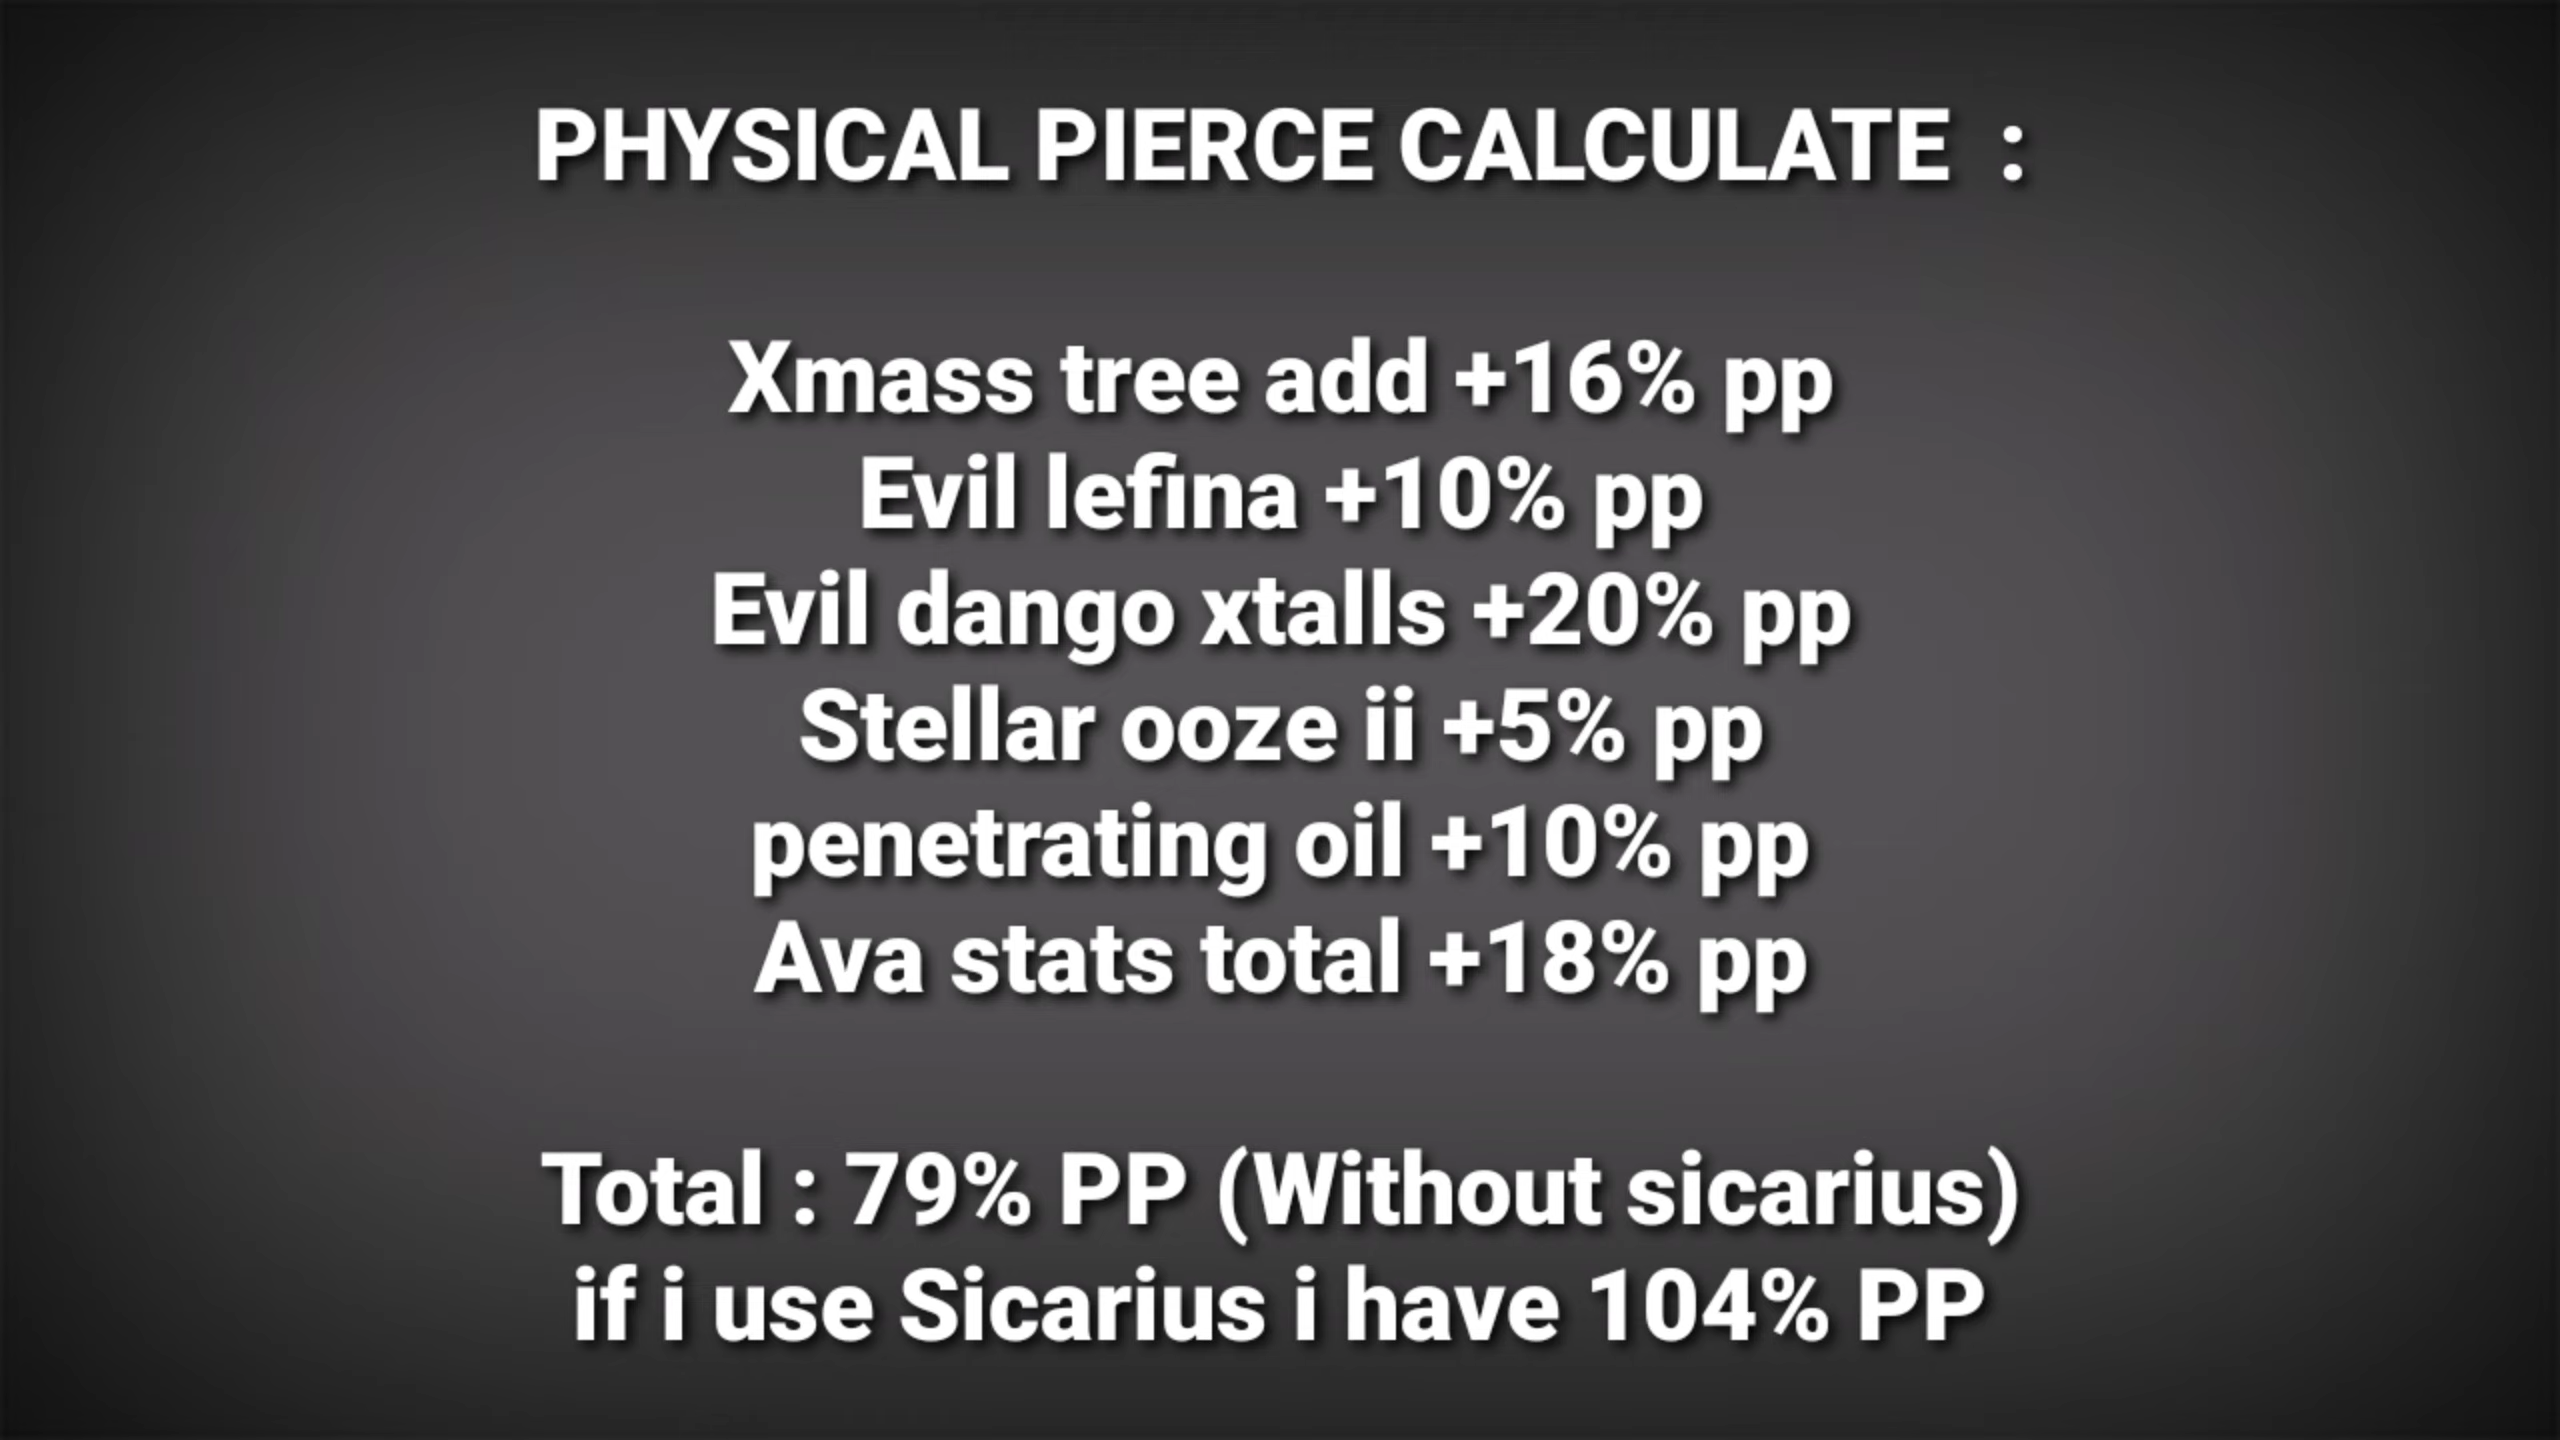 PHYSICAL PIERCE CALCULATE :
Xmass tree add +16% pp
Evil lefina +10% pp
Evil dango xtalls +20% pp
Stellar ooze ii +5% pp
penetrating oil +10% pp
Ava stats total +18% pp
Total : 79% PP (Without sicarius)
if i use Sicarius i have 104% PP